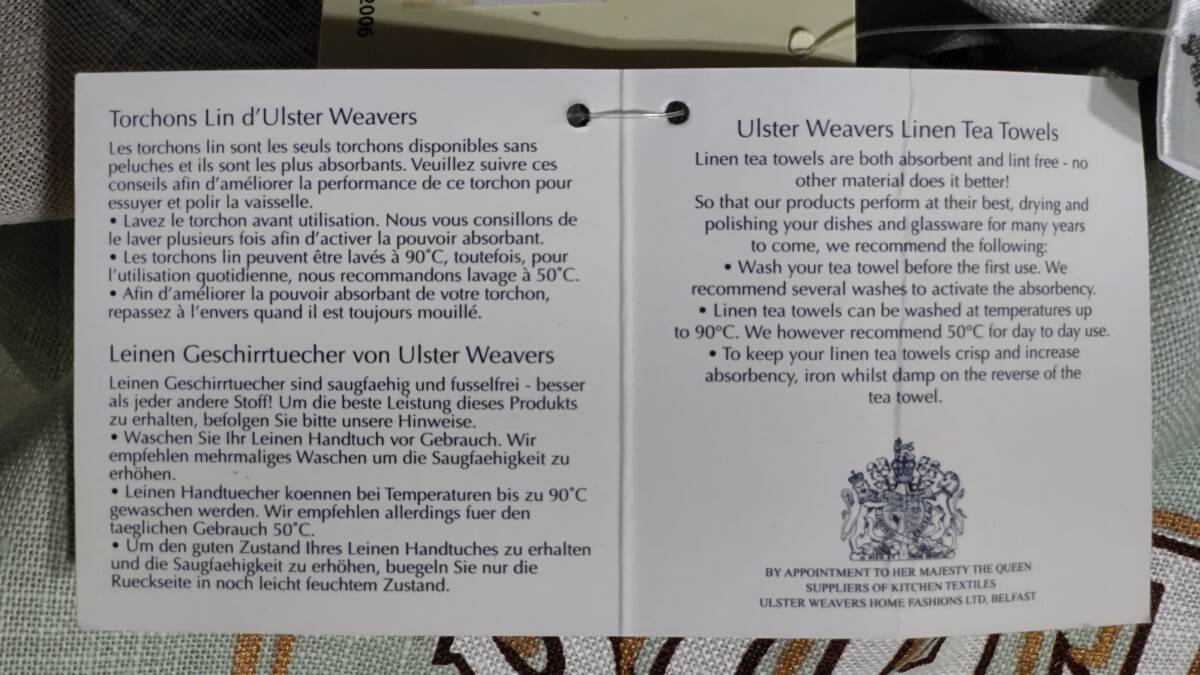 2006
Torchons Lin d'Ulster Weavers
Les torchons lin sont les seuls torchons disponibles sans
peluches et ils sont les plus absorbants. Veuillez suivre ces
conseils afin d'améliorer la performance de ce torchon pour
essuyer et polir la vaisselle.
• Lavez le torchon avant utilisation. Nous vous consillons de
le laver plusieurs fois afin d'activer la pouvoir absorbant.
• Les torchons lin peuvent être lavés à 90˚C, toutefois, pour
l'utilisation quotidienne, nous recommandons lavage à 50˚C.
• Afin d'améliorer la pouvoir absorbant de votre torchon,
repassez à l'envers quand il est toujours mouillé.
Leinen Geschirrtuecher von Ulster Weavers
Leinen Geschirrtuecher sind saugfaehig und fusselfrei - besser
als jeder andere Stoff! Um die beste Leistung dieses Produkts
zu erhalten, befolgen Sie bitte unsere Hinweise.
• Waschen Sie Ihr Leinen Handtuch vor Gebrauch. Wir
empfehlen mehrmaliges Waschen um die Saugfaehigkeit zu
erhöhen.
• Leinen Handtuecher koennen bei Temperaturen bis zu 90˚C
gewaschen werden. Wir empfehlen allerdings fuer den
taeglichen Gebrauch 50˚C.
• Um den guten Zustand Ihres Leinen Handtuches zu erhalten
und die Saugfaehigkeit zu erhöhen, buegeln Sie nur die
Rueckseite in noch leicht feuchtem Zustand.
Ulster Weavers Linen Tea Towels
Linen tea towels are both absorbent and lint free - no
other material does it better!
So that our products perform at their best, drying and
polishing your dishes and glassware for many years
to come, we recommend the following:
• Wash your tea towel before the first use. We
recommend several washes to activate the absorbency.
• Linen tea towels can be washed at temperatures up
to 90°C. We however recommend 50°C for day to day use.
• To keep your linen tea towels crisp and increase
absorbency, iron whilst damp on the reverse of the
tea towel.
BY APPOINTMENT TO HER MAJESTY THE QUEEN
SUPPLIERS OF KITCHEN TEXTILES
ULSTER WEAVERS HOME FASHIONS LTD, BELFAST